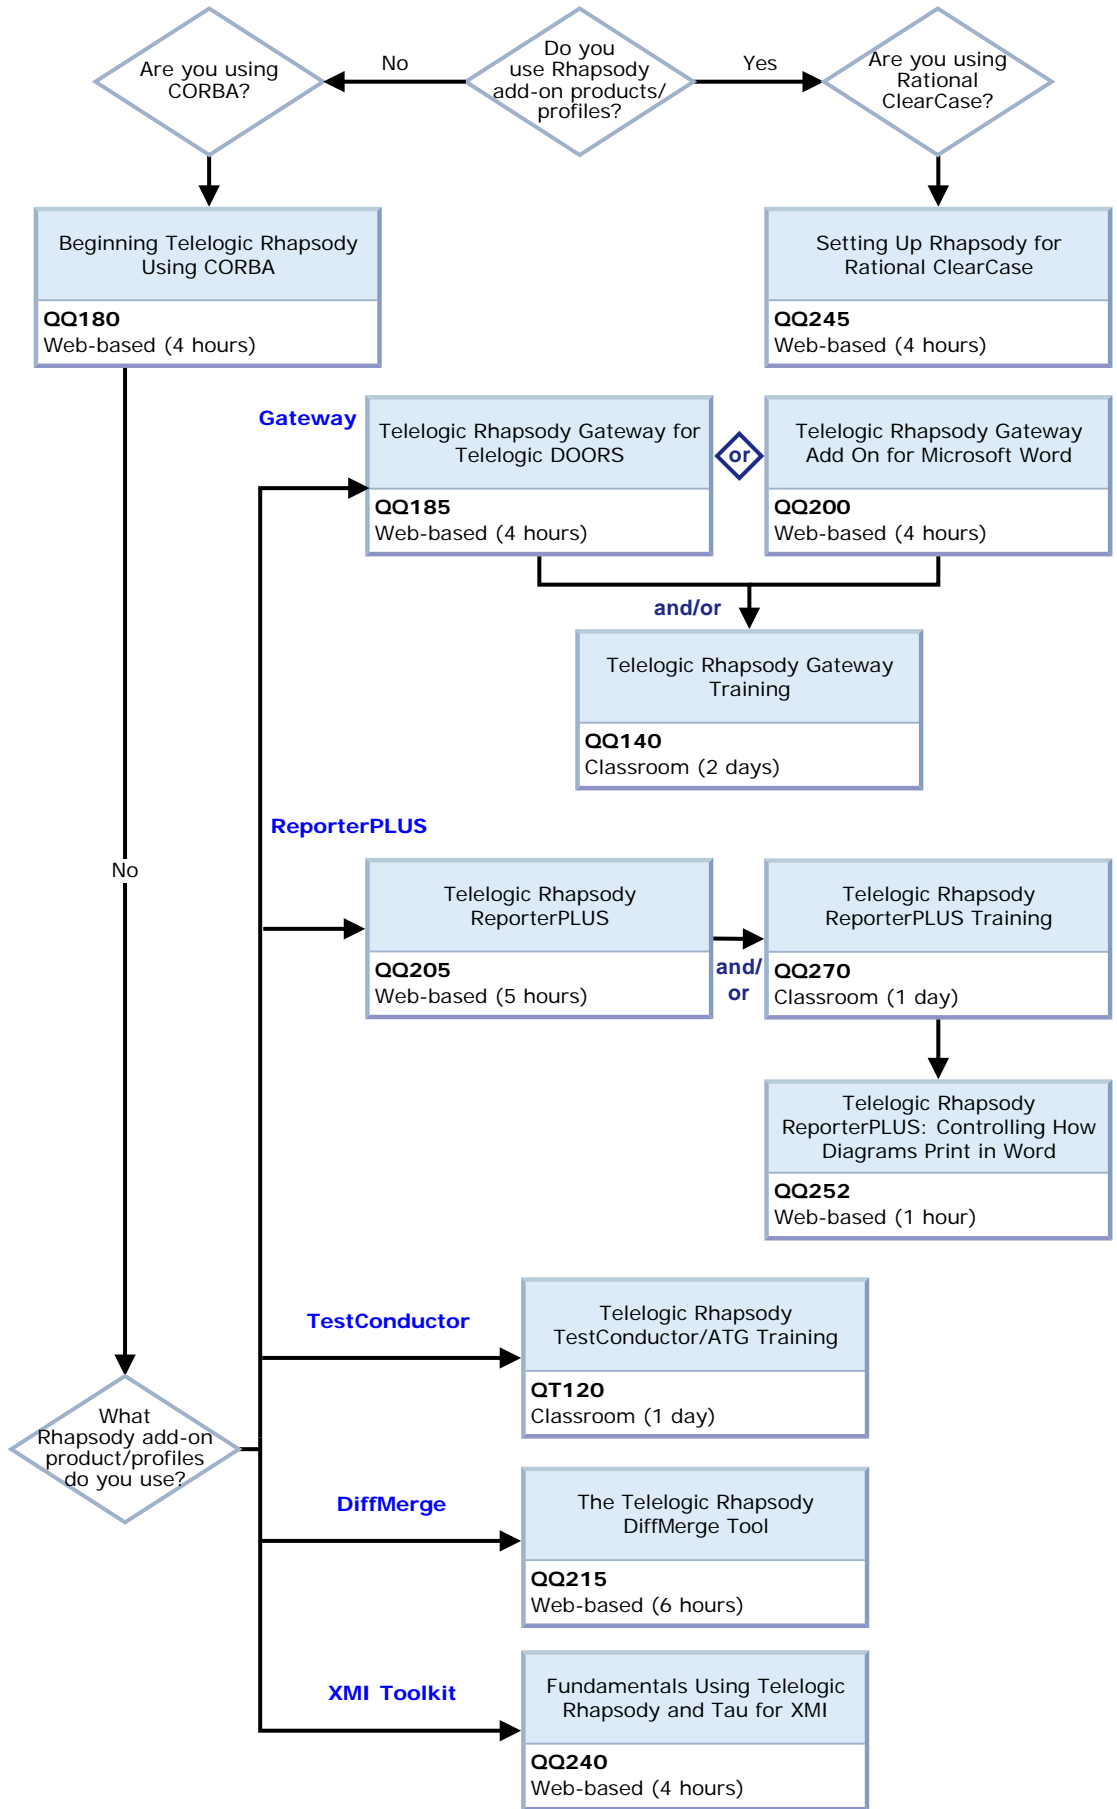 Are you using
CORBA?
No
Do you
use Rhapsody
add-on products/
profiles?
Yes
Are you using
Rational
ClearCase?
Beginning Telelogic Rhapsody
Using CORBA
QQ180
Web-based (4 hours)
Setting Up Rhapsody for
Rational ClearCase
QQ245
Web-based (4 hours)
Gateway
Telelogic Rhapsody Gateway for
Telelogic DOORS
QQ185
Web-based (4 hours)
or
Telelogic Rhapsody Gateway
Add On for Microsoft Word
QQ200
Web-based (4 hours)
and/or
Telelogic Rhapsody Gateway
Training
QQ140
Classroom (2 days)
ReporterPLUS
No
Telelogic Rhapsody
ReporterPLUS
QQ205
Web-based (5 hours)
and/
or
Telelogic Rhapsody
ReporterPLUS Training
QQ270
Classroom (1 day)
Telelogic Rhapsody
ReporterPLUS: Controlling How
Diagrams Print in Word
QQ252
Web-based (1 hour)
TestConductor
Telelogic Rhapsody
TestConductor/ATG Training
QT120
Classroom (1 day)
What
Rhapsody add-on
product/profiles
do you use?
DiffMerge
The Telelogic Rhapsody
DiffMerge Tool
QQ215
Web-based (6 hours)
XMI Toolkit
Fundamentals Using Telelogic
Rhapsody and Tau for XMI
QQ240
Web-based (4 hours)